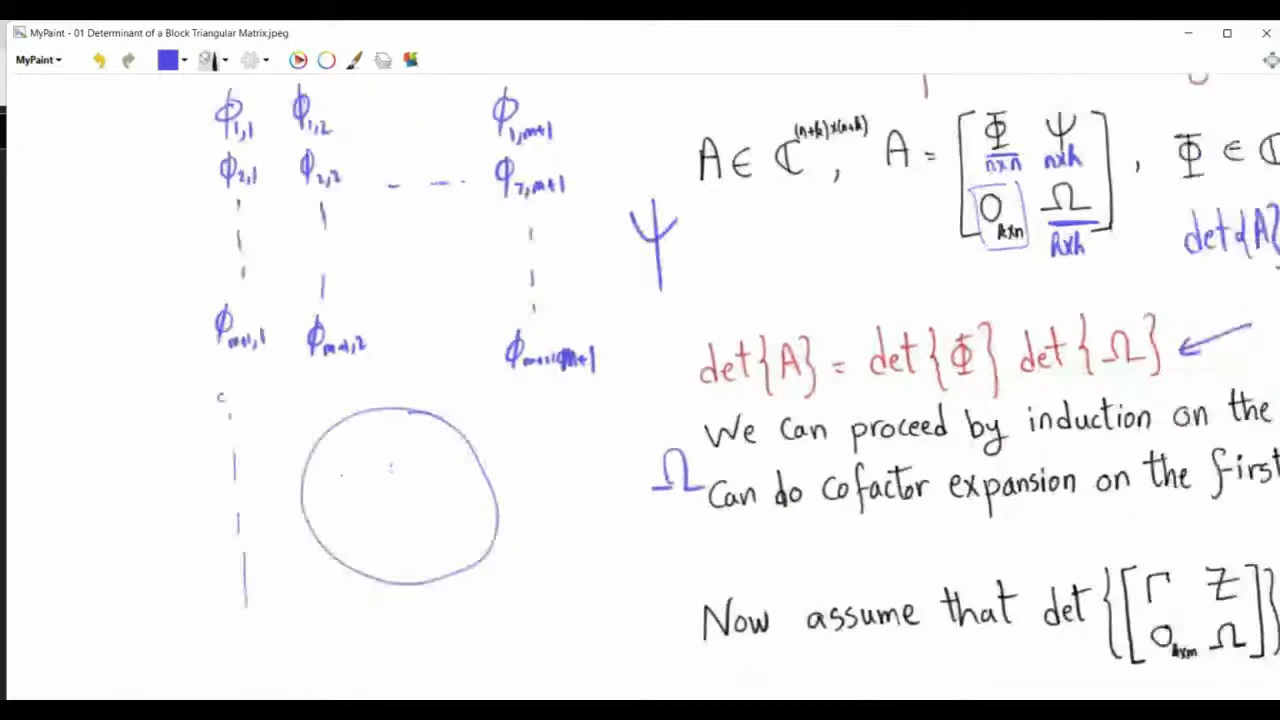 MyPaint - 01 Determinant of a Block Triangular Matrix.jpeg
MyPaint
ϕ1,1 ϕ1,2 ϕ1,m+1
ϕ2,1 ϕ2,2 ϕ2,m+1
ϕm+1,1 ϕm+1,2 ϕm+1,m+1
Ψ
Ω
A ∈ ℂ^(n+k)×(n+k), A = [Φ n×n Ψ n×k
0 k×n Ω k×k], Φ ∈ ℂ
det{A}
det{A} = det{Φ} det{Ω}
We can proceed by induction on the
Can do cofactor expansion on the first
Now assume that det{[Γ Z
0 k×m Ω]}